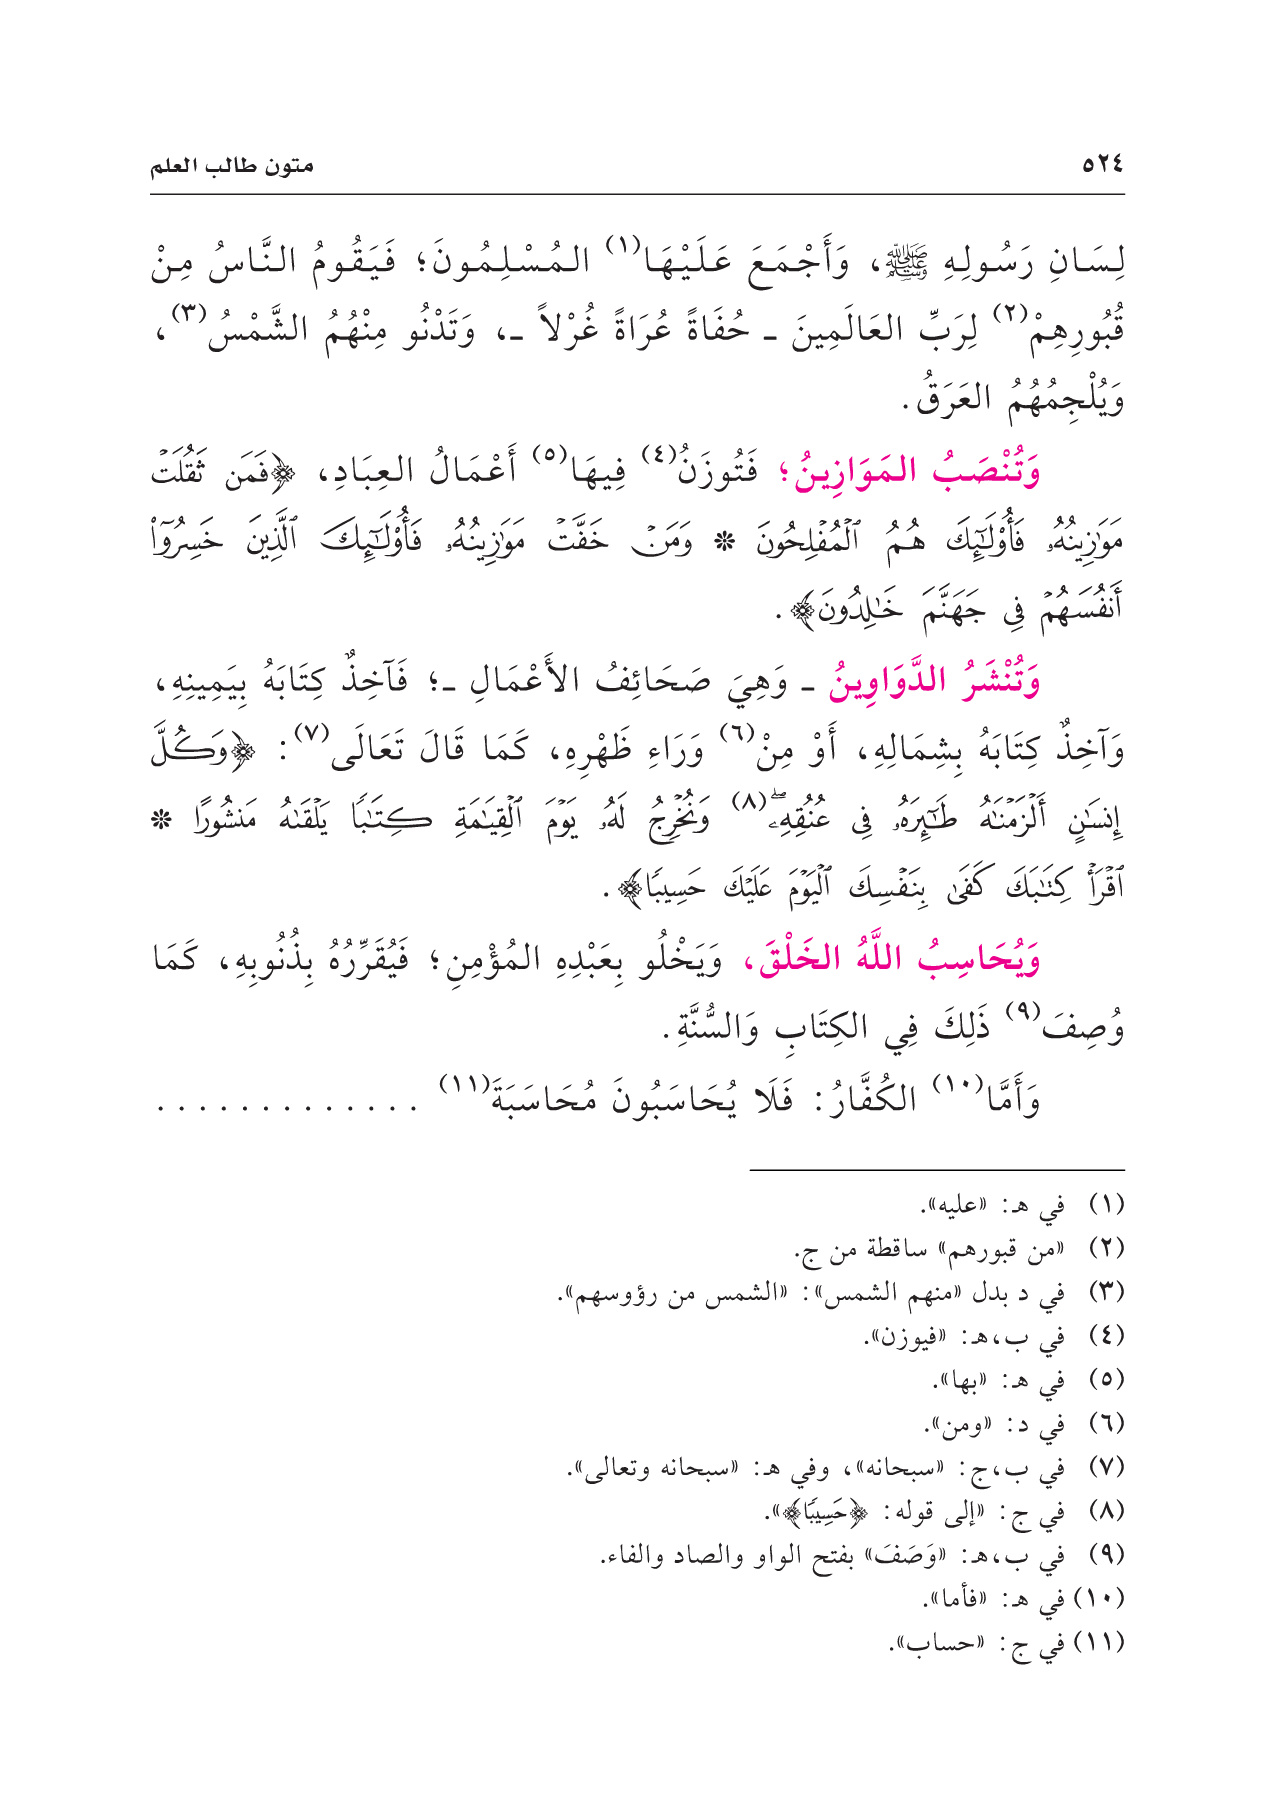 ٥٢٤
متون طالب العلم
لِسَانِ رَسُولِهِ ﷺ، وَأَجْمَعَ عَلَيْهَا(١) المُسْلِمُونَ؛ فَيَقُومُ النَّاسُ مِنْ
قُبُورِهِمْ(٢) لِرَبِّ العَالَمِينَ ـ حُفَاةً عُرَاةً غُرْلاً ـ، وَتَدْنُو مِنْهُمُ الشَّمْسُ(٣)،
وَيُلْجِمُهُمُ العَرَقُ.
وَتُنْصَبُ المَوَازِينُ؛ فَتُوزَنُ(٤) فِيهَا(٥) أَعْمَالُ العِبَادِ، ﴿فَمَن ثَقُلَتْ
مَوَٰزِينُهُۥ فَأُوْلَٰٓئِكَ هُمُ ٱلْمُفْلِحُونَ * وَمَنْ خَفَّتْ مَوَٰزِينُهُۥ فَأُوْلَٰٓئِكَ ٱلَّذِينَ خَسِرُوٓاْ
أَنفُسَهُمْ فِى جَهَنَّمَ خَٰلِدُونَ﴾.
وَتُنْشَرُ الدَّوَاوِينُ ـ وَهِيَ صَحَائِفُ الأَعْمَالِ ـ؛ فَآخِذٌ كِتَابَهُ بِيَمِينِهِ،
وَآخِذٌ كِتَابَهُ بِشِمَالِهِ، أَوْ مِنْ(٦) وَرَاءِ ظَهْرِهِ، كَمَا قَالَ تَعَالَى(٧): ﴿وَكُلَّ
إِنسَٰنٍ أَلْزَمْنَٰهُ طَٰٓئِرَهُۥ فِى عُنُقِهِۦۖ(٨) وَنُخْرِجُ لَهُۥ يَوْمَ ٱلْقِيَٰمَةِ كِتَٰبًا يَلْقَىٰهُ مَنشُورًا *
ٱقْرَأْ كِتَٰبَكَ كَفَىٰ بِنَفْسِكَ ٱلْيَوْمَ عَلَيْكَ حَسِيبًا﴾.
وَيُحَاسِبُ اللَّهُ الخَلْقَ، وَيَخْلُو بِعَبْدِهِ المُؤْمِنِ؛ فَيُقَرِّرُهُ بِذُنُوبِهِ، كَمَا
وُصِفَ(٩) ذَلِكَ فِي الكِتَابِ وَالسُّنَّةِ.
وَأَمَّا(١٠) الكُفَّارُ: فَلَا يُحَاسَبُونَ مُحَاسَبَةَ(١١) . . . . . . . . . . . . .
(١) في هـ: «عليه».
(٢) «من قبورهم» ساقطة من ج.
(٣) في د بدل «منهم الشمس»: «الشمس من رؤوسهم».
(٤) في ب،هـ: «فيوزن».
(٥) في هـ: «بها».
(٦) في د: «ومن».
(٧) في ب،ج: «سبحانه»، وفي هـ: «سبحانه وتعالى».
(٨) في ج: «إلى قوله: ﴿حَسِيبًا﴾».
(٩) في ب،هـ: «وَصَفَ» بفتح الواو والصاد والفاء.
(١٠) في هـ: «فأما».
(١١) في ج: «حساب».